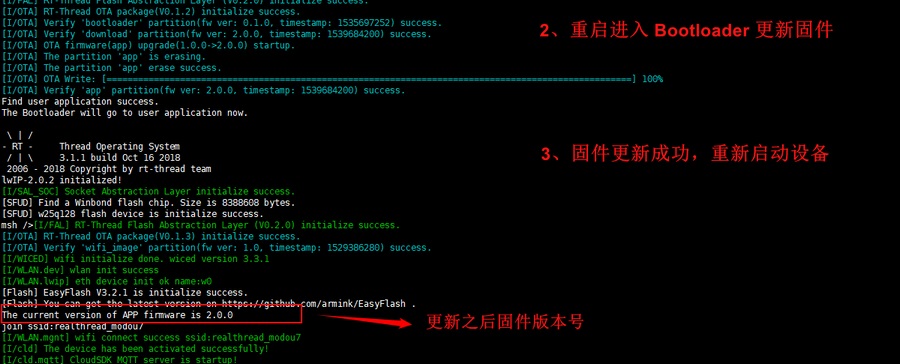 [I/FAL] RT-Thread Flash Abstraction Layer (V0.2.0) initialize success.
[I/OTA] RT-Thread OTA package(V0.1.2) initialize success.
[I/OTA] Verify 'bootloader' partition(fw ver: 0.1.0, timestamp: 1535697252) success.
[I/OTA] Verify 'download' partition(fw ver: 2.0.0, timestamp: 1539684200) success.
2、重启进入 Bootloader 更新固件
[I/OTA] OTA firmware(app) upgrade(1.0.0->2.0.0) startup.
[I/OTA] The partition 'app' is erasing.
[I/OTA] The partition 'app' erase success.
[I/OTA] OTA Write: [====================================================================================================] 100%
[I/OTA] Verify 'app' partition(fw ver: 2.0.0, timestamp: 1539684200) success.
Find user application success.
The Bootloader will go to user application now.
\ | /
- RT - Thread Operating System
/ | \ 3.1.1 build Oct 16 2018
3、固件更新成功，重新启动设备
2006 - 2018 Copyright by rt-thread team
lwIP-2.0.2 initialized!
[I/SAL_SOC] Socket Abstraction Layer initialize success.
[SFUD] Find a Winbond flash chip. Size is 8388608 bytes.
[SFUD] w25q128 flash device is initialize success.
msh />[I/FAL] RT-Thread Flash Abstraction Layer (V0.2.0) initialize success.
[I/OTA] RT-Thread OTA package(V0.1.3) initialize success.
[I/OTA] Verify 'wifi_image' partition(fw ver: 1.0, timestamp: 1529386280) success.
[I/WICED] wifi initialize done. wiced version 3.3.1
[I/WLAN.dev] wlan init success
[I/WLAN.lwip] eth device init ok name:w0
[Flash] EasyFlash V3.2.1 is initialize success.
[Flash] You can get the latest version on https://github.com/armink/EasyFlash .
The current version of APP firmware is 2.0.0
更新之后固件版本号
join ssid:realthread_modou7
[I/WLAN.mgnt] wifi connect success ssid:realthread_modou7
[I/cld] The device has been activated successfully!
[I/cld.mqtt] CloudSDK MQTT server is startup!